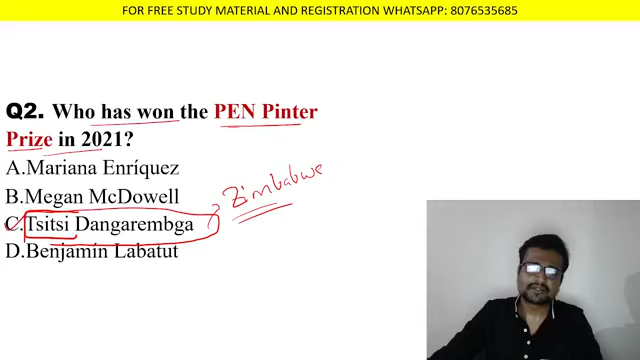 FOR FREE STUDY MATERIAL AND REGISTRATION WHATSAPP: 8076535685
Q2. Who has won the PEN Pinter
Prize in 2021?
A.Mariana Enríquez
B.Megan McDowell
C.Tsitsi Dangarembga
Zimbabwe
D.Benjamín Labatut